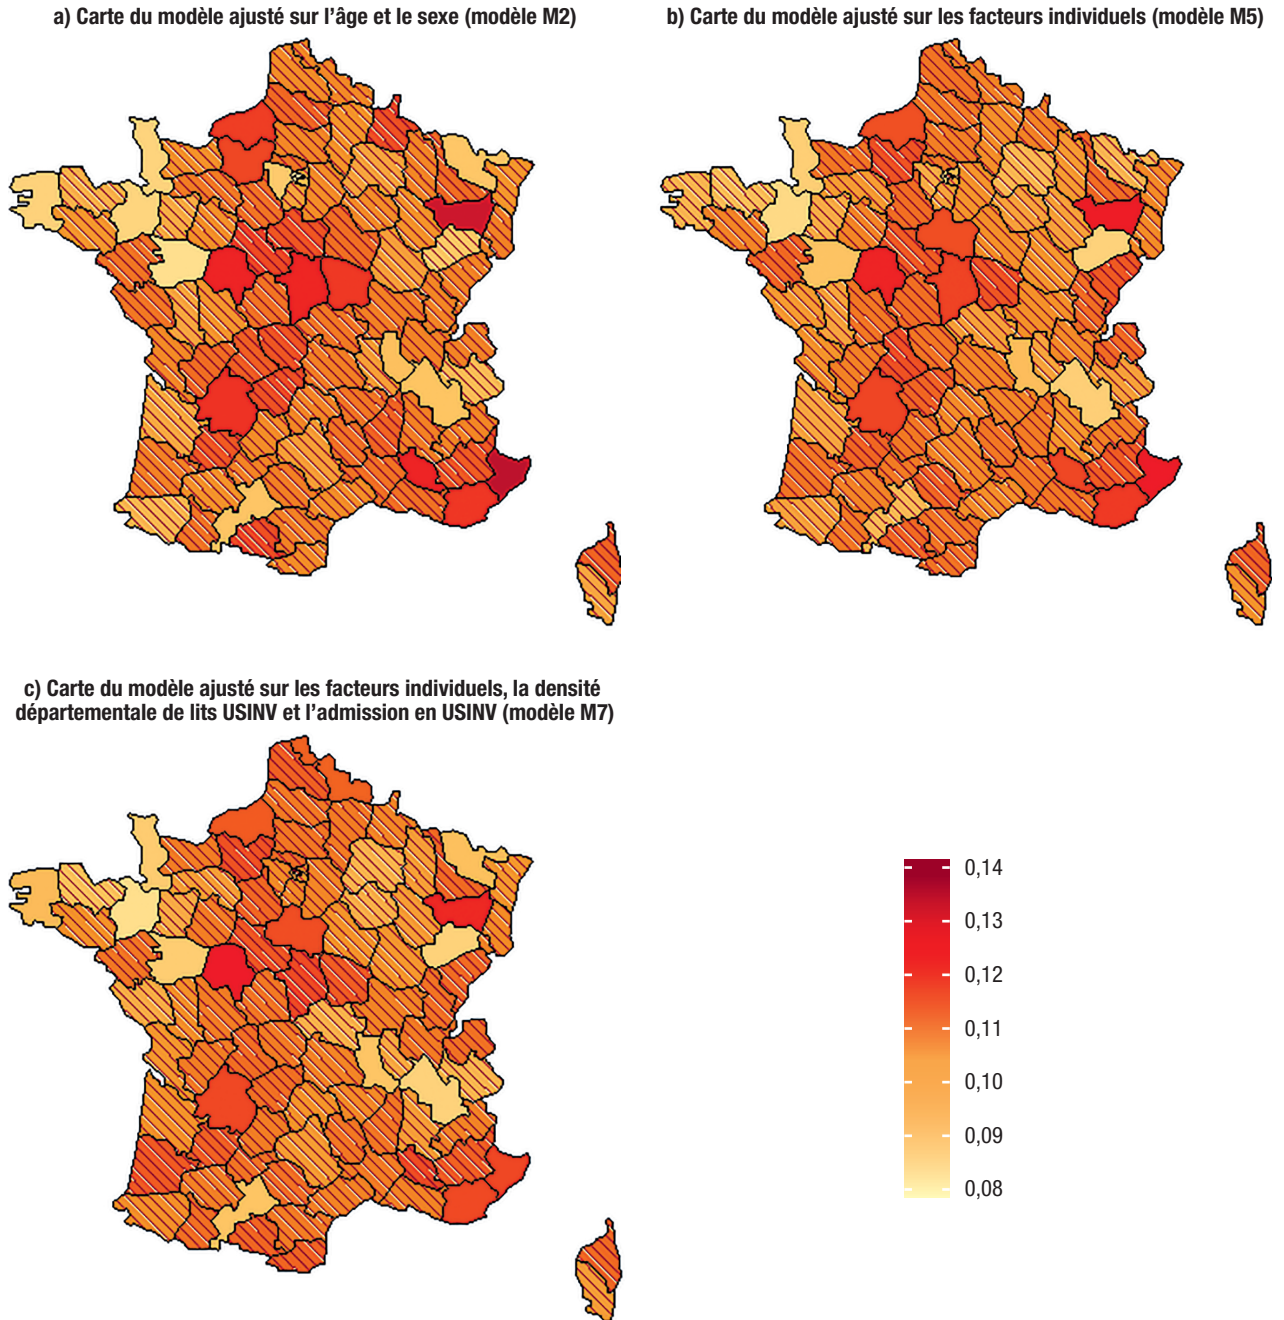 a) Carte du modèle ajusté sur l’âge et le sexe (modèle M2)
b) Carte du modèle ajusté sur les facteurs individuels (modèle M5)
c) Carte du modèle ajusté sur les facteurs individuels, la densité
départementale de lits USINV et l’admission en USINV (modèle M7)
0,14
0,13
0,12
0,11
0,10
0,09
0,08